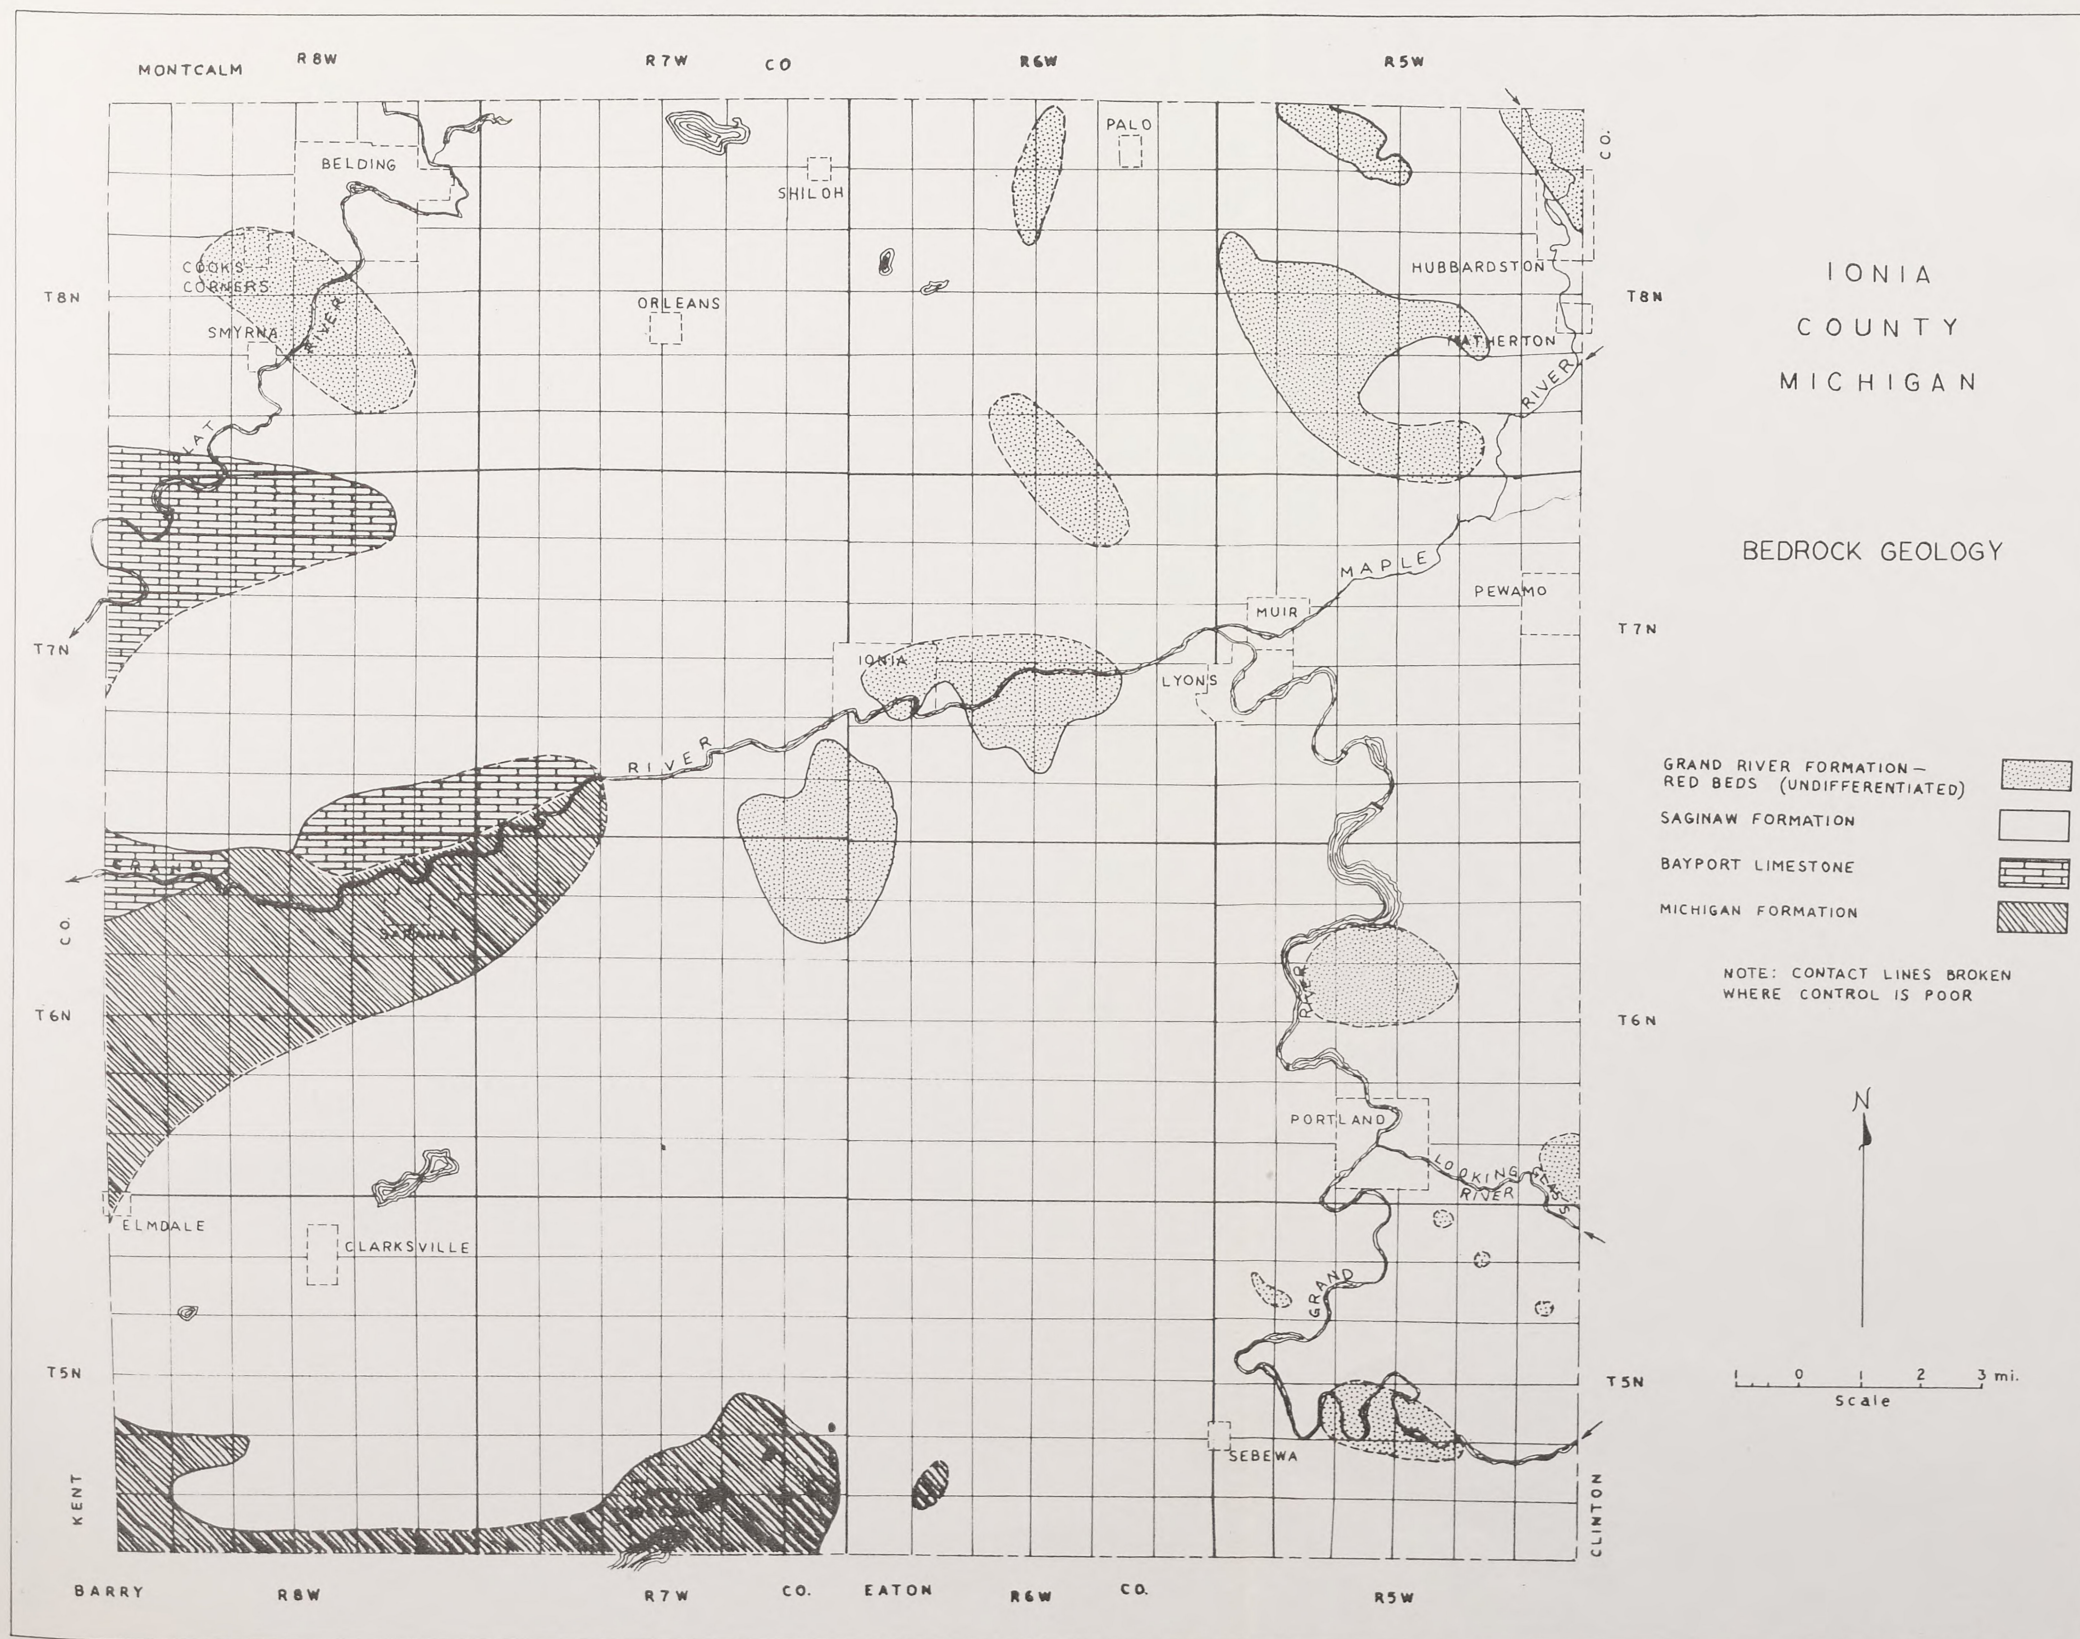 MONTCALM R8W R7W CO R6W R5W
CO.
BELDING
PALO
SHILOH
COOKS
CORNERS
HUBBARDSTON
T8N
ORLEANS
T8N
SMYRNA
RIVER
MATHERTON
RIVER
FLAT
MAPLE
PEWAMO
MUIR
T7N
T7N
IONIA
LYONS
RIVER
GRAND
CO.
SARANAC
RIVER
T6N
T6N
PORTLAND
LOOKING GLASS
RIVER
ELMDALE
CLARKSVILLE
GRAND
T5N
T5N
SEBEWA
KENT
CLINTON
BARRY R8W R7W CO. EATON R6W CO. R5W
IONIA
COUNTY
MICHIGAN
BEDROCK GEOLOGY
GRAND RIVER FORMATION—
RED BEDS (UNDIFFERENTIATED)
SAGINAW FORMATION
BAYPORT LIMESTONE
MICHIGAN FORMATION
NOTE: CONTACT LINES BROKEN
WHERE CONTROL IS POOR
N
1 0 1 2 3 mi.
Scale